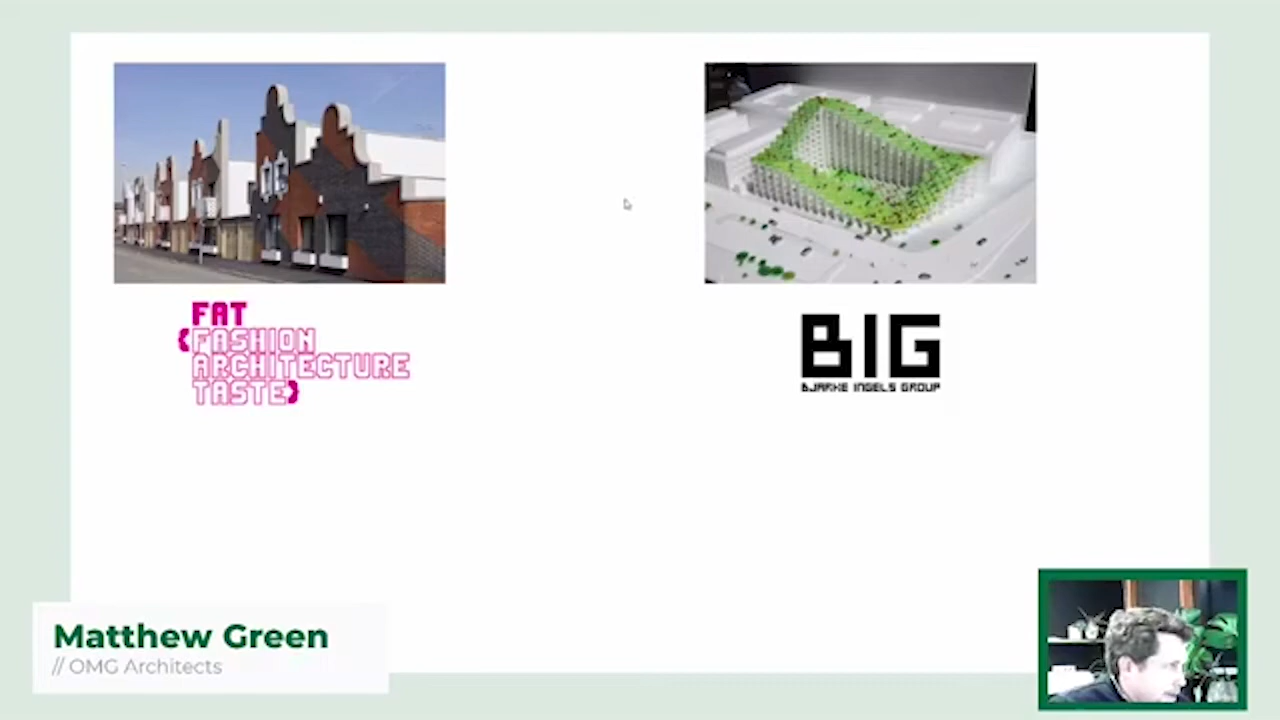 FAT
(FASHION
ARCHITECTURE
TASTE)
BIG
BJARKE INGELS GROUP
Matthew Green
// OMG Architects